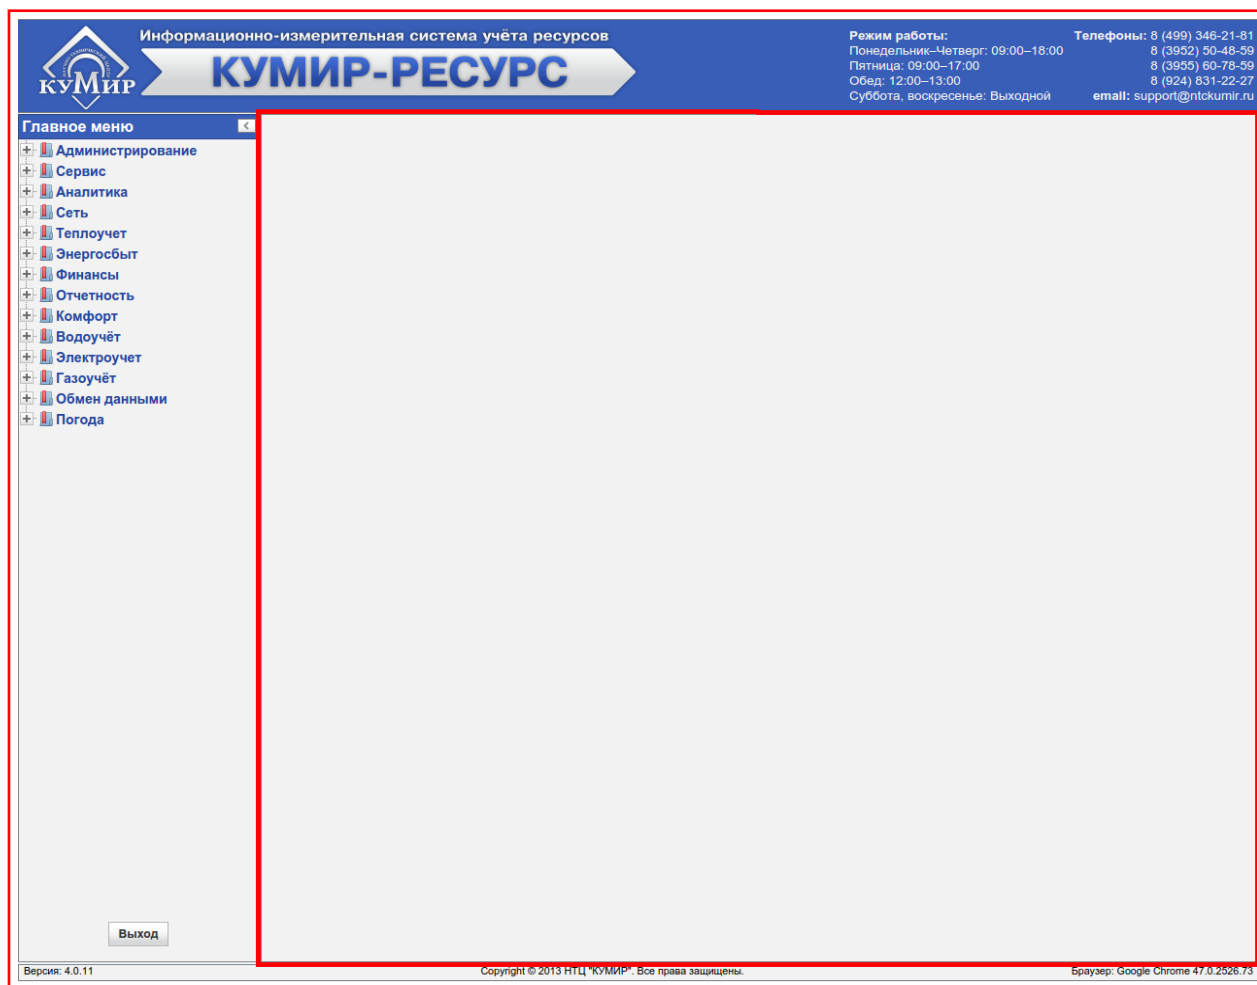 Информационно-измерительная система учёта ресурсов
КУМИР-РЕСУРС
КУМИР
Режим работы:
Понедельник–Четверг: 09:00–18:00
Пятница: 09:00–17:00
Обед: 12:00–13:00
Суббота, воскресенье: Выходной
Телефоны: 8 (499) 346-21-81
8 (3952) 50-48-59
8 (3955) 60-78-59
8 (924) 831-22-27
email: support@ntckumir.ru
Главное меню
Администрирование
Сервис
Аналитика
Сеть
Теплоучет
Энергосбыт
Финансы
Отчетность
Комфорт
Водоучёт
Электроучет
Газоучёт
Обмен данными
Погода
Выход
Версия: 4.0.11
Copyright © 2013 НТЦ "КУМИР". Все права защищены.
Браузер: Google Chrome 47.0.2526.73